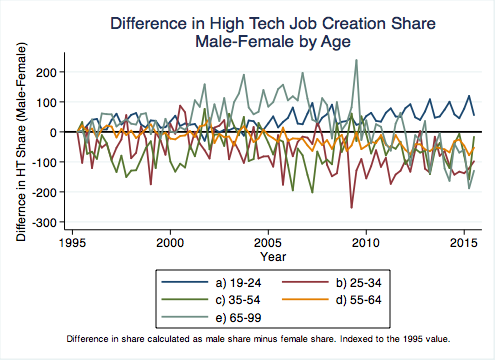 Difference in High Tech Job Creation Share
Male-Female by Age
Differnce in HT Share (Male-Female)
200
100
0
-100
-200
-300
1995
2000
2005
2010
2015
Year
a) 19-24
b) 25-34
c) 35-54
d) 55-64
e) 65-99
Difference in share calculated as male share minus female share. Indexed to the 1995 value.